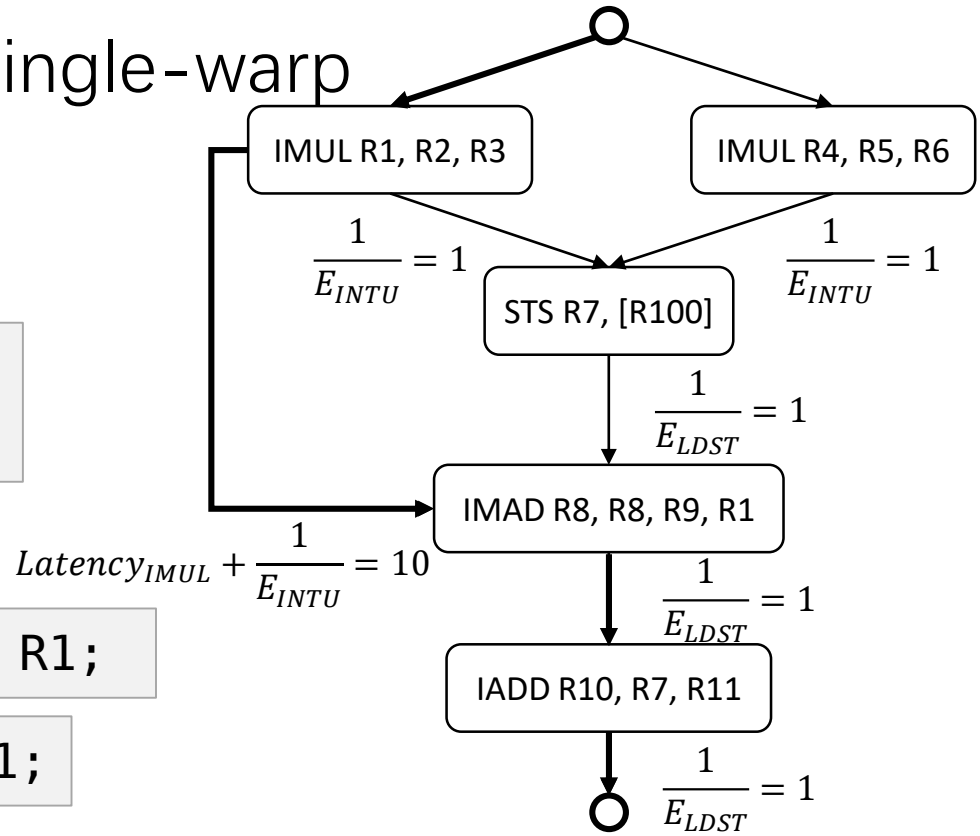 ingle-warp
IMUL R1, R2, R3
IMUL R4, R5, R6
1/E_INTU = 1
1/E_INTU = 1
STS R7, [R100]
1/E_LDST = 1
IMAD R8, R8, R9, R1
Latency_IMUL + 1/E_INTU = 10
1/E_LDST = 1
R1;
IADD R10, R7, R11
1;
1/E_LDST = 1